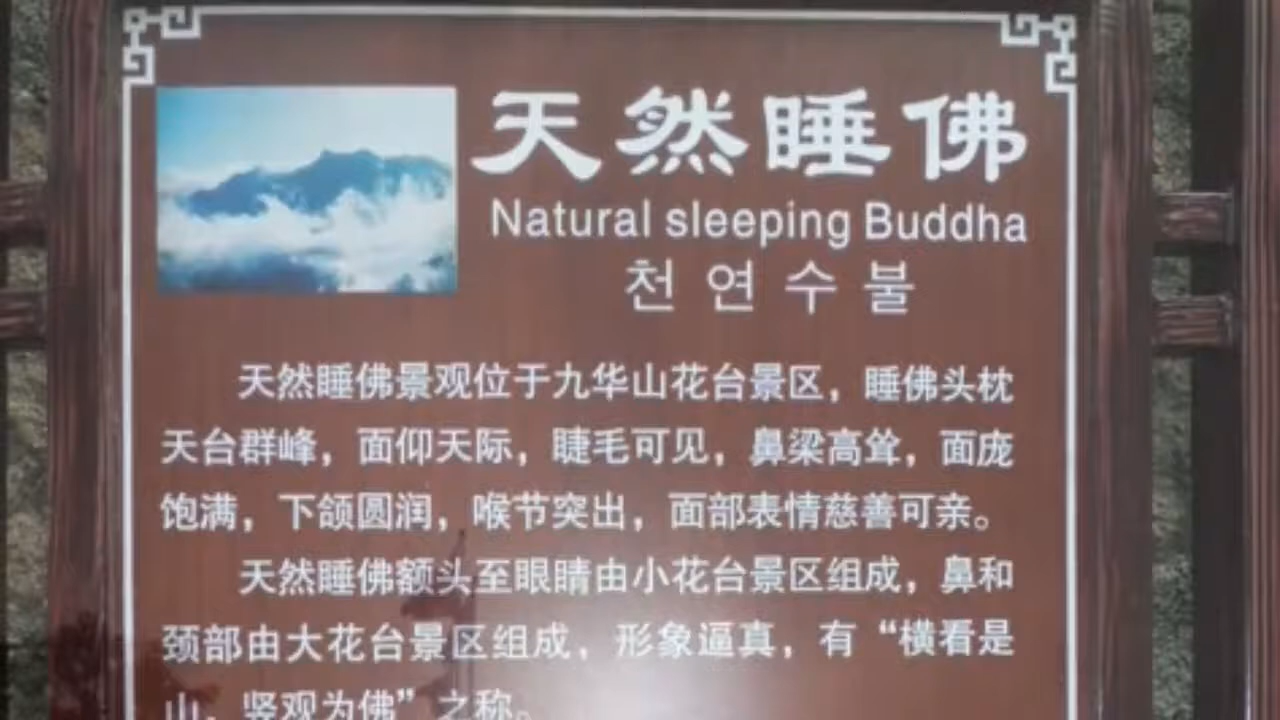 天然睡佛
Natural sleeping Buddha
천연수불
天然睡佛景观位于九华山花台景区，睡佛头枕
天台群峰，面仰天际，睫毛可见，鼻梁高耸，面庞
饱满，下颌圆润，喉节突出，面部表情慈善可亲。
天然睡佛额头至眼睛由小花台景区组成，鼻和
颈部由大花台景区组成，形象逼真，有“横看是
山，竖观为佛”之称。